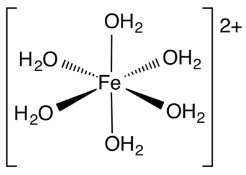 OH₂ 2+
H₂O OH₂
Fe
H₂O OH₂
OH₂